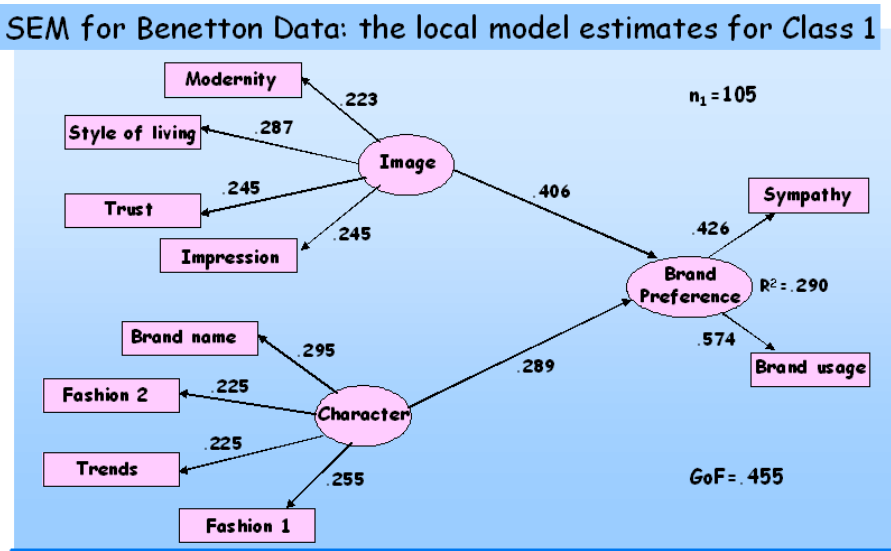 SEM for Benetton Data: the local model estimates for Class 1
Modernity
.223
n1=105
Style of living
.287
Image
.245
.406
Sympathy
Trust
.245
.426
Impression
Brand
Preference
R²=.290
Brand name
.295
.574
.289
Brand usage
Fashion 2
.225
Character
.225
Trends
.255
GoF=.455
Fashion 1